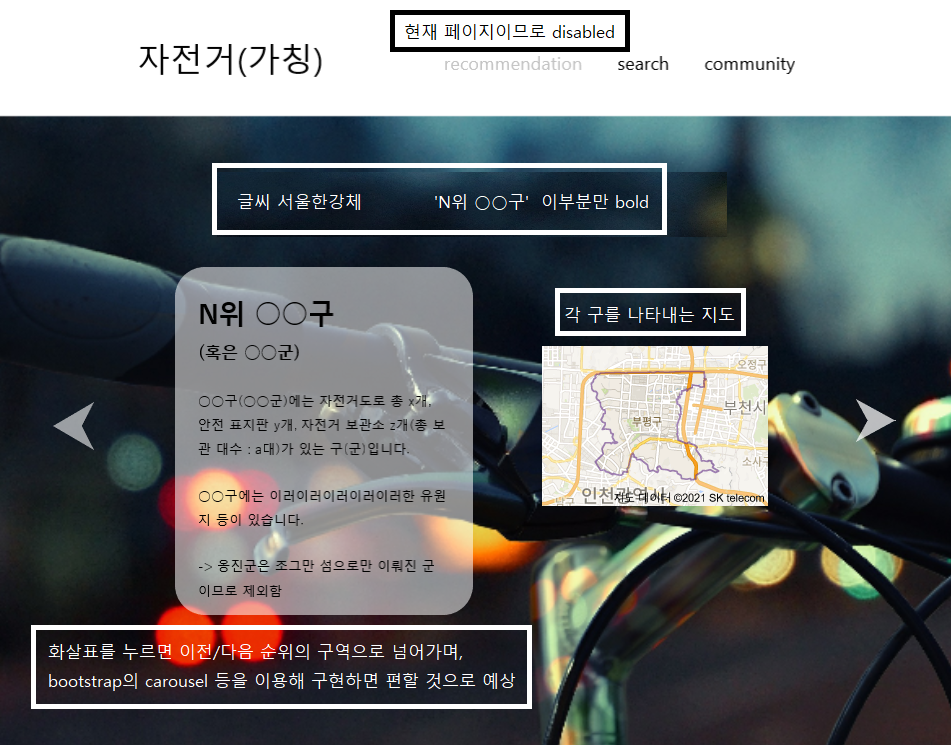 현재 페이지이므로 disabled
자전거(가칭)
recommendation search community
글씨 서울한강체 'N위 ○○구' 이부분만 bold
N위 ○○구
(혹은 ○○군)
○○구(○○군)에는 자전거도로 총 x개,
안전 표지판 y개, 자전거 보관소 z개(총 보
관 대수 : a대)가 있는 구(군)입니다.
○○구에는 이러이러이러이러이러한 유원
지 등이 있습니다.
-> 옹진군은 조그만 섬으로만 이뤄진 군
이므로 제외함
각 구를 나타내는 지도
오정구
부천시
부평구
소사구
인천광역시
남구
지도 데이터 ©2021 SK telecom
화살표를 누르면 이전/다음 순위의 구역으로 넘어가며,
bootstrap의 carousel 등을 이용해 구현하면 편할 것으로 예상